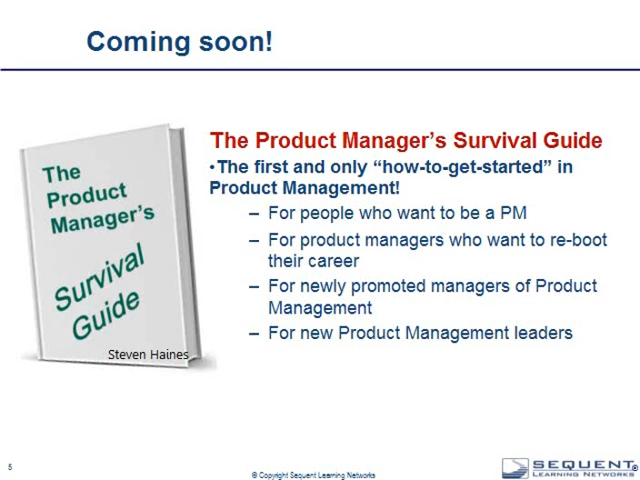 Coming soon!
The
Product
Manager's
Survival
Guide
Steven Haines
The Product Manager's Survival Guide
•The first and only “how-to-get-started” in
Product Management!
– For people who want to be a PM
– For product managers who want to re-boot
their career
– For newly promoted managers of Product
Management
– For new Product Management leaders
5
© Copyright Sequent Learning Networks
SEQUENT®
LEARNING NETWORKS